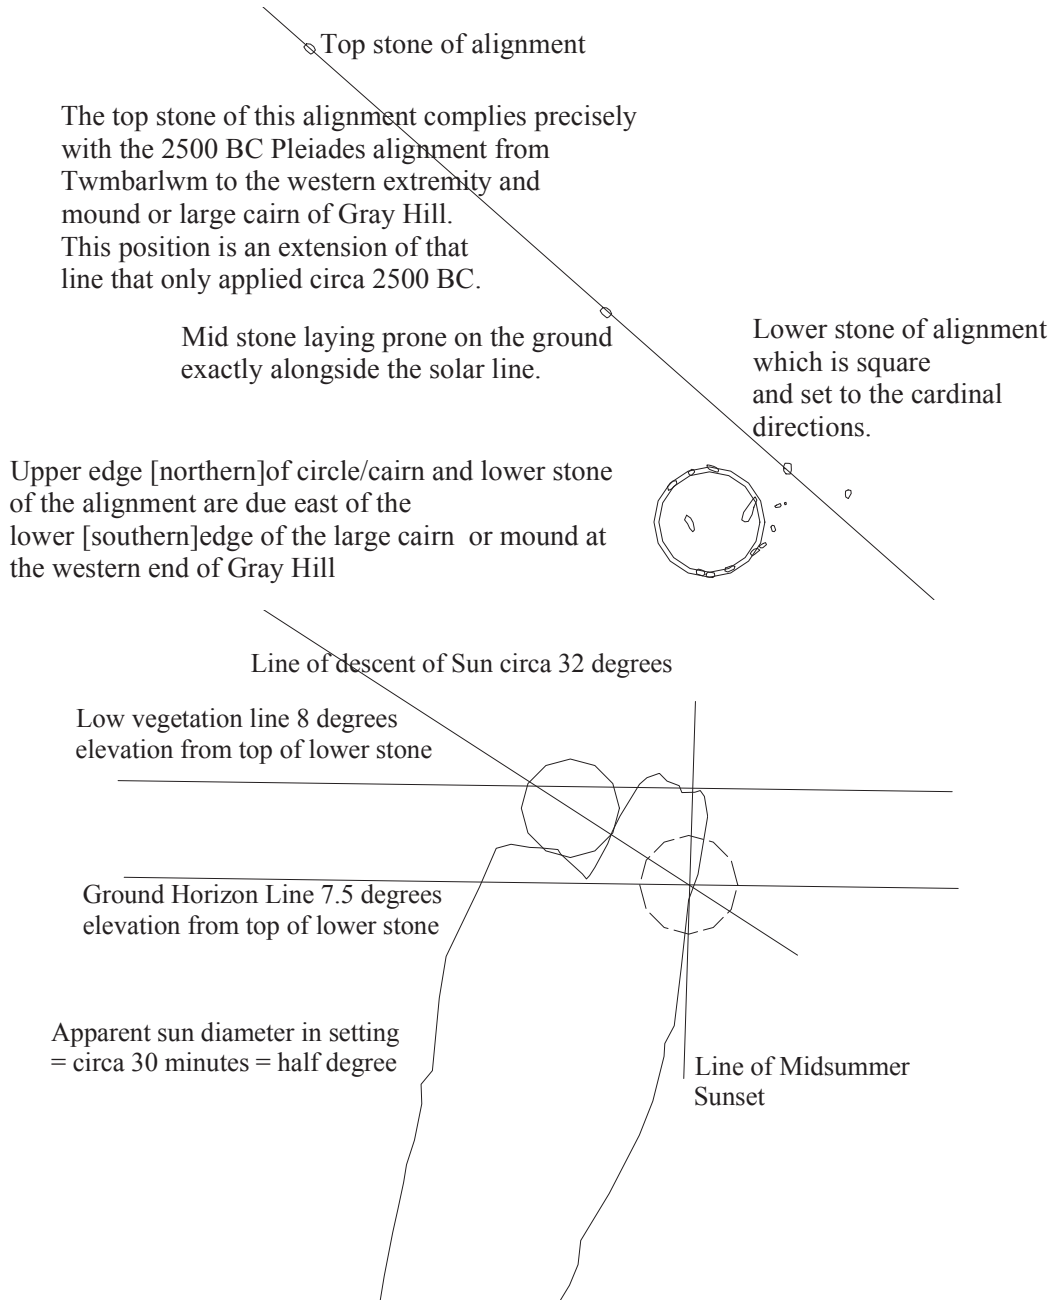 Top stone of alignment
The top stone of this alignment complies precisely
with the 2500 BC Pleiades alignment from
Twmbarlwm to the western extremity and
mound or large cairn of Gray Hill.
This position is an extension of that
line that only applied circa 2500 BC.
Mid stone laying prone on the ground
exactly alongside the solar line.
Lower stone of alignment
which is square
and set to the cardinal
directions.
Upper edge [northern]of circle/cairn and lower stone
of the alignment are due east of the
lower [southern]edge of the large cairn or mound at
the western end of Gray Hill
Line of descent of Sun circa 32 degrees
Low vegetation line 8 degrees
elevation from top of lower stone
Ground Horizon Line 7.5 degrees
elevation from top of lower stone
Apparent sun diameter in setting
= circa 30 minutes = half degree
Line of Midsummer
Sunset